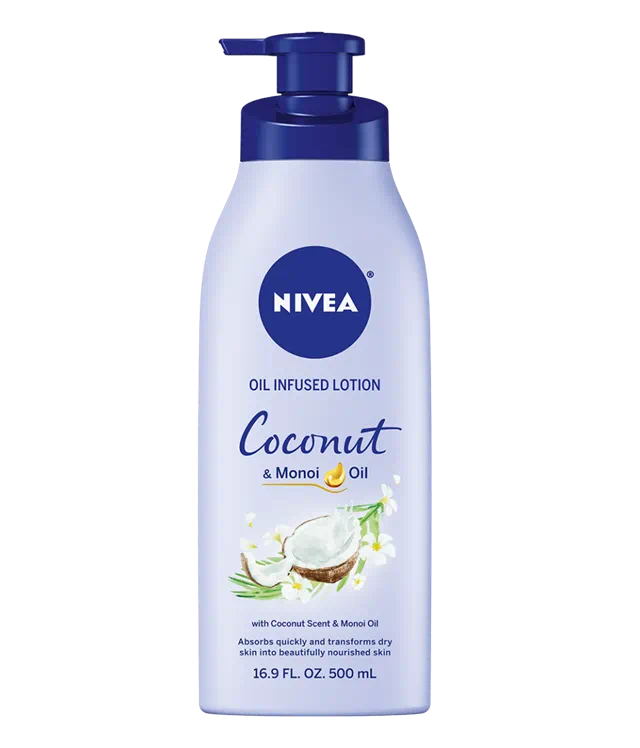 NIVEA®
OIL INFUSED LOTION
Coconut
& Monoi Oil
with Coconut Scent & Monoi Oil
Absorbs quickly and transforms dry
skin into beautifully nourished skin
16.9 FL. OZ. 500 mL